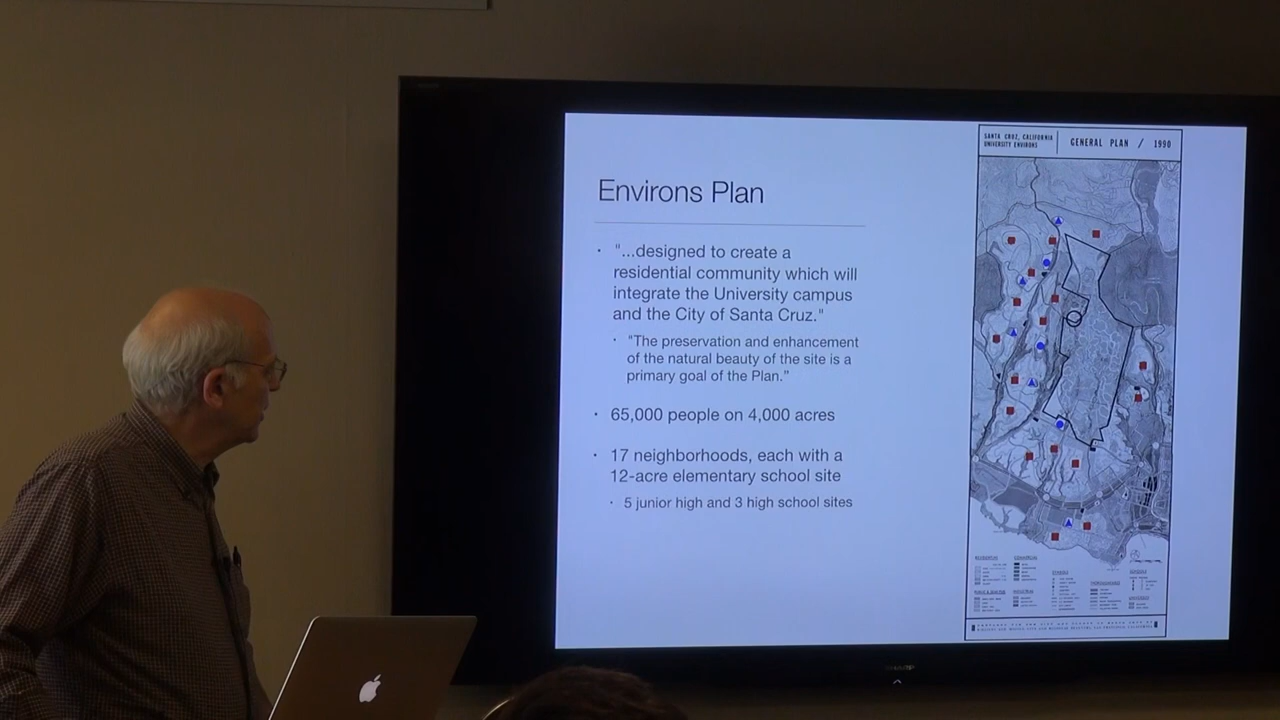 Environs Plan
"...designed to create a
residential community which will
integrate the University campus
and the City of Santa Cruz."
"The preservation and enhancement
of the natural beauty of the site is a
primary goal of the Plan."
65,000 people on 4,000 acres
17 neighborhoods, each with a
12-acre elementary school site
5 junior high and 3 high school sites
SANTA CRUZ, CALIFORNIA
UNIVERSITY ENVIRONS
GENERAL PLAN / 1990
SHARP